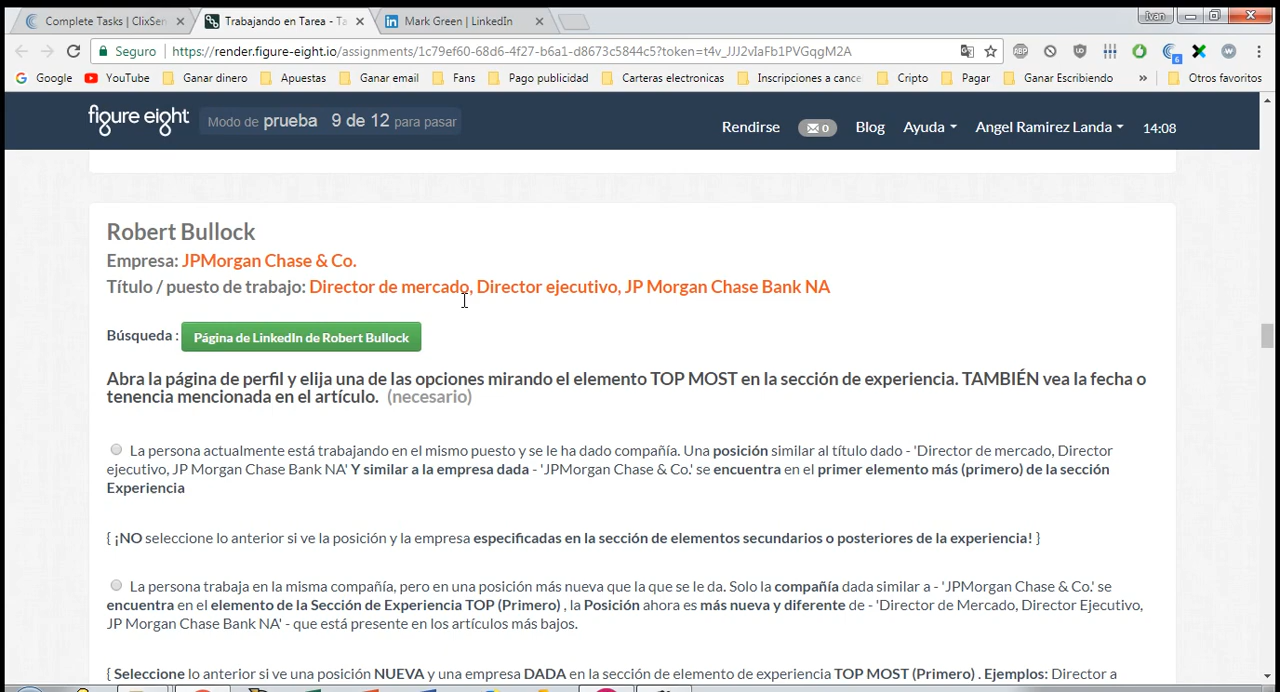 Complete Tasks | ClixSen
Trabajando en Tarea - Ta
Mark Green | LinkedIn
Ivan
Seguro https://render.figure-eight.io/assignments/1c79ef60-68d6-4f27-b6a1-d8673c5844c5?token=t4v_JJJ2vIaFb1PVGqgM2A
Google YouTube Ganar dinero Apuestas Ganar email Fans Pago publicidad Carteras electronicas Inscripciones a cance Cripto Pagar Ganar Escribiendo » Otros favoritos
figure eight Modo de prueba 9 de 12 para pasar
Rendirse 0 Blog Ayuda Angel Ramirez Landa 14:08
Robert Bullock
Empresa: JPMorgan Chase & Co.
Título / puesto de trabajo: Director de mercado, Director ejecutivo, JP Morgan Chase Bank NA
Búsqueda : Página de LinkedIn de Robert Bullock
Abra la página de perfil y elija una de las opciones mirando el elemento TOP MOST en la sección de experiencia. TAMBIÉN vea la fecha o
tenencia mencionada en el artículo. (necesario)
La persona actualmente está trabajando en el mismo puesto y se le ha dado compañía. Una posición similar al título dado - 'Director de mercado, Director
ejecutivo, JP Morgan Chase Bank NA' Y similar a la empresa dada - 'JPMorgan Chase & Co.' se encuentra en el primer elemento más (primero) de la sección
Experiencia
{ ¡NO seleccione lo anterior si ve la posición y la empresa especificadas en la sección de elementos secundarios o posteriores de la experiencia! }
La persona trabaja en la misma compañía, pero en una posición más nueva que la que se le da. Solo la compañía dada similar a - 'JPMorgan Chase & Co.' se
encuentra en el elemento de la Sección de Experiencia TOP (Primero) , la Posición ahora es más nueva y diferente de - 'Director de Mercado, Director Ejecutivo,
JP Morgan Chase Bank NA' - que está presente en los artículos más bajos.
{ Seleccione lo anterior si ve una posición NUEVA y una empresa DADA en la sección de elemento de experiencia TOP MOST (Primero) . Ejemplos: Director a